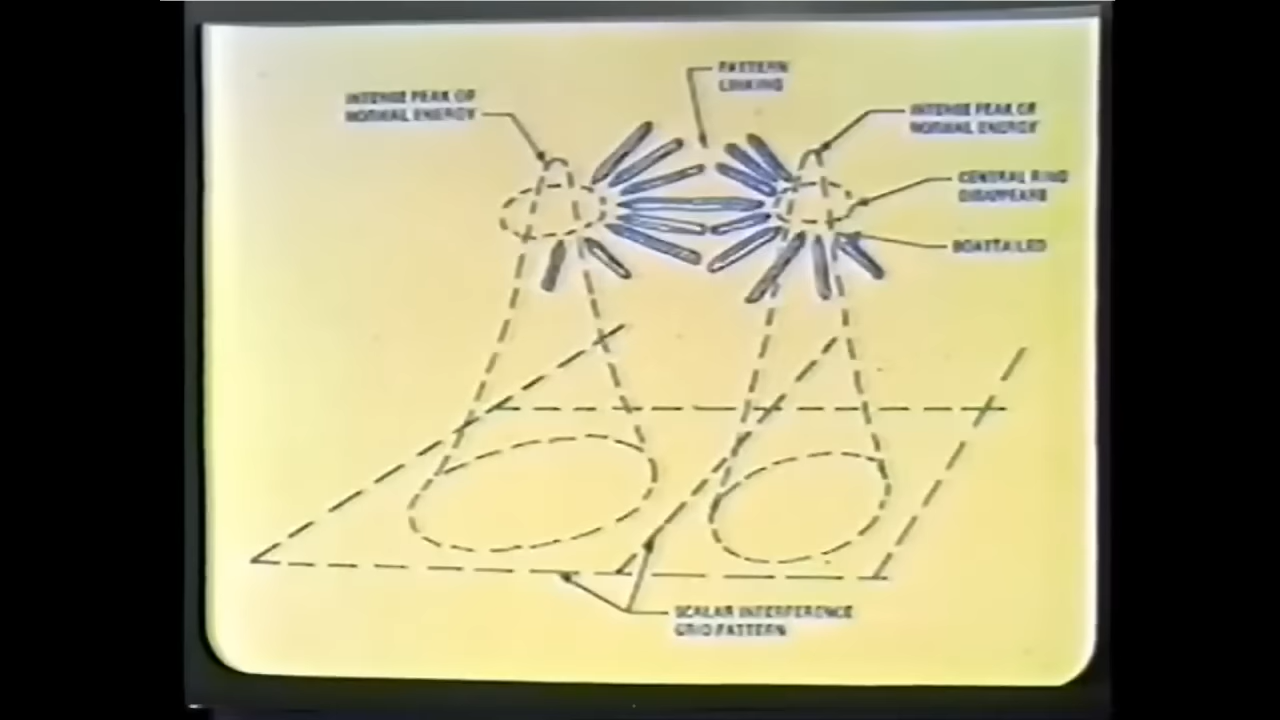 PATTERN
LINKING
INTENSE PEAK OF
NORMAL ENERGY
INTENSE PEAK OF
NORMAL ENERGY
CENTRAL RING
DISAPPEARS
BOATTAILED
SCALAR INTERFERENCE
GRID PATTERN